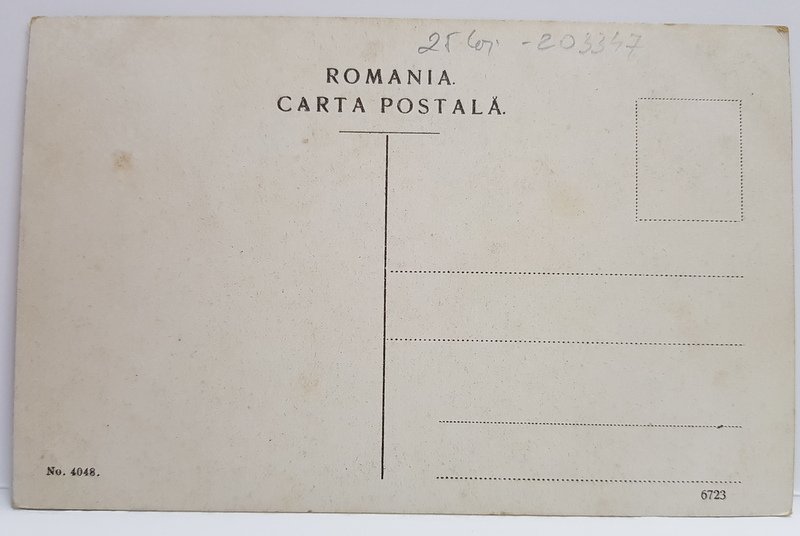 25 lei - 203347
ROMANIA.
CARTA POSTALĂ.
No. 4048.
6723